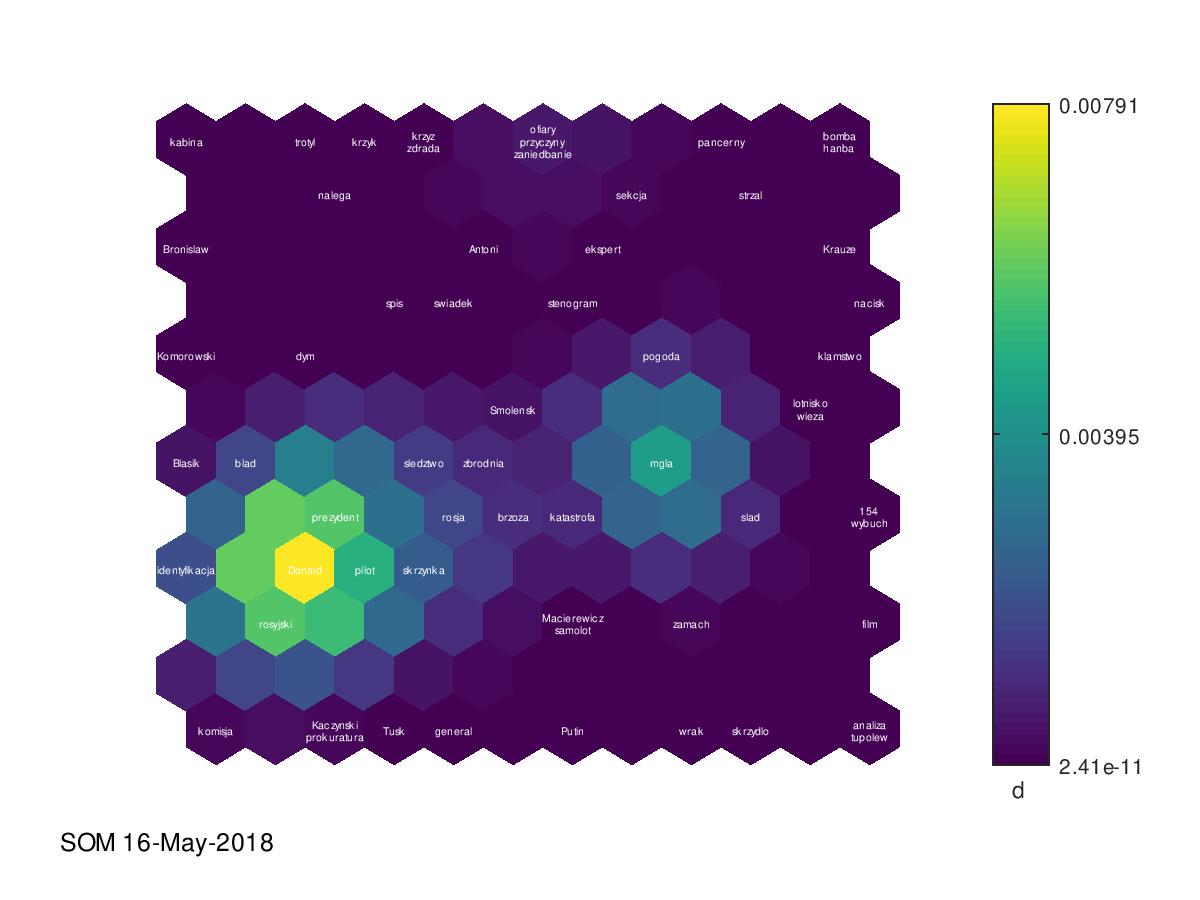 0.00791
kabina trotyl krzyk krzyz zdrada ofiary przyczyny zaniedbanie pancerny bomba hanba
nalega sekcja strzal
Bronislaw Antoni ekspert Krauze
spis swiadek stenogram nacisk
Komorowski dym pogoda klamstwo
Smolensk lotnisko wieza
0.00395
Blasik blad sledztwo zbrodnia mgla
prezydent rosja brzoza katastrofa slad 154 wybuch
identyfikacja Donald pilot skrzynka
rosyjski Macierewicz samolot zamach film
komisja Kaczynski prokuratura Tusk general Putin wrak skrzydlo analiza tupolew
2.41e-11
d
SOM 16-May-2018